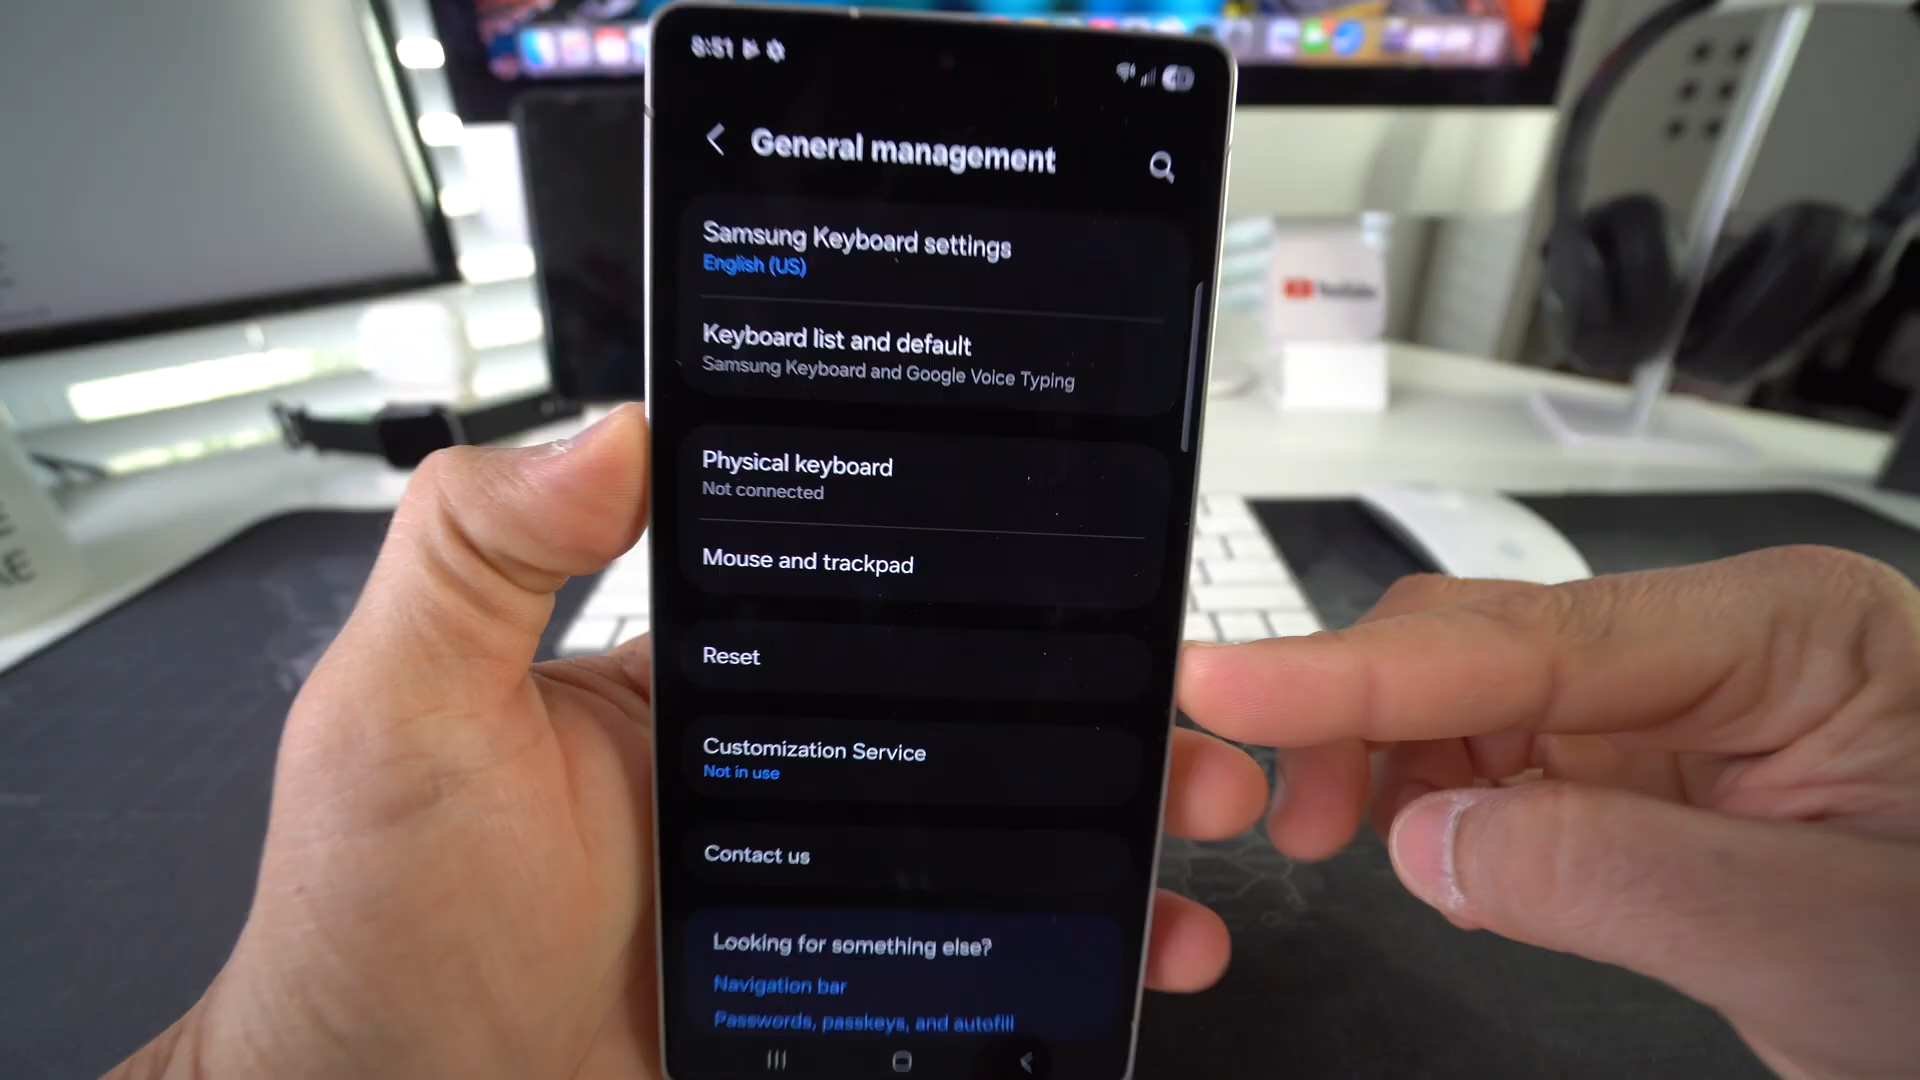 8:51
General management
Samsung Keyboard settings
English (US)
Keyboard list and default
Samsung Keyboard and Google Voice Typing
Physical keyboard
Not connected
Mouse and trackpad
Reset
Customization Service
Not in use
Contact us
Looking for something else?
Navigation bar
Passwords, passkeys, and autofill
YouTube